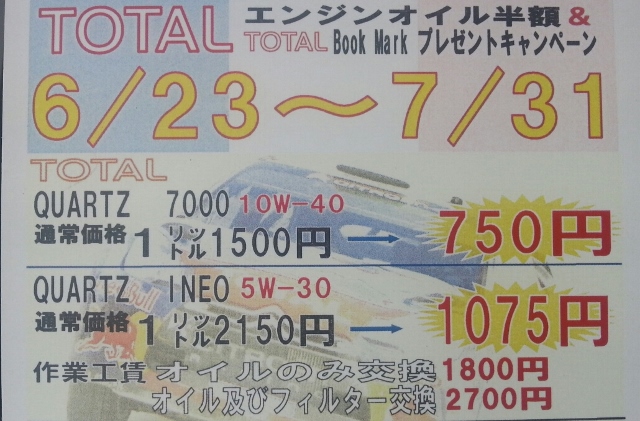 TOTAL エンジンオイル半額&
TOTAL Book Mark プレゼントキャンペーン
6/23〜7/31
TOTAL
QUARTZ 7000 10W-40
通常価格 1リットル1500円→750円
QUARTZ INEO 5W-30
通常価格 1リットル2150円→1075円
作業工賃 オイルのみ交換 1800円
オイル及びフィルター交換 2700円